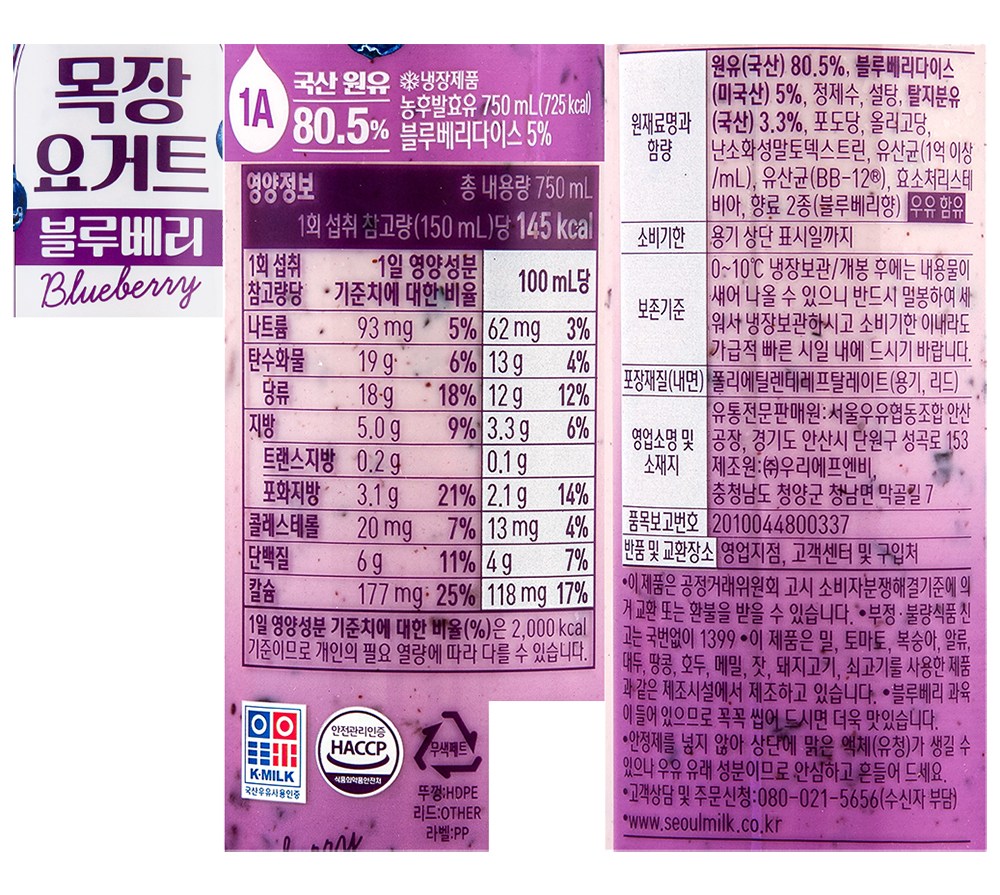 목장
요거트
블루베리
Blueberry
1A
국산 원유
80.5%
냉장제품
농후발효유 750 mL(725 kcal)
블루베리다이스 5%
영양정보 총 내용량 750 mL
1회 섭취 참고량(150 mL)당 145 kcal
1회 섭취 참고량당 1일 영양성분 기준치에 대한 비율 100 mL당
나트륨 93 mg 5% 62 mg 3%
탄수화물 19 g 6% 13 g 4%
당류 18 g 18% 12 g 12%
지방 5.0 g 9% 3.3 g 6%
트랜스지방 0.2 g 0.1 g
포화지방 3.1 g 21% 2.1 g 14%
콜레스테롤 20 mg 7% 13 mg 4%
단백질 6 g 11% 4 g 7%
칼슘 177 mg 25% 118 mg 17%
1일 영양성분 기준치에 대한 비율(%)은 2,000 kcal
기준이므로 개인의 필요 열량에 따라 다를 수 있습니다.
K·MILK
국산우유사용인증
안전관리인증
HACCP
식품의약품안전처
무색페트
뚜껑:HDPE
리드:OTHER
라벨:PP
원재료명과 함량
원유(국산) 80.5%, 블루베리다이스
(미국산) 5%, 정제수, 설탕, 탈지분유
(국산) 3.3%, 포도당, 올리고당,
난소화성말토덱스트린, 유산균(1억 이상
/mL), 유산균(BB-12®), 효소처리스테
비아, 향료 2종(블루베리향) 우유 함유
소비기한 용기 상단 표시일까지
보존기준
0~10℃ 냉장보관/개봉 후에는 내용물이
새어 나올 수 있으니 반드시 밀봉하여 세
워서 냉장보관하시고 소비기한 이내라도
가급적 빠른 시일 내에 드시기 바랍니다.
포장재질(내면) 폴리에틸렌테레프탈레이트(용기, 리드)
영업소명 및 소재지
유통전문판매원:서울우유협동조합 안산
공장, 경기도 안산시 단원구 성곡로 153
제조원:㈜우리에프엔비,
충청남도 청양군 청남면 막골길 7
품목보고번호 2010044800337
반품 및 교환장소 영업지점, 고객센터 및 구입처
•이 제품은 공정거래위원회 고시 소비자분쟁해결기준에 의
거 교환 또는 환불을 받을 수 있습니다. •부정·불량식품 신
고는 국번없이 1399 •이 제품은 밀, 토마토, 복숭아, 알류,
대두, 땅콩, 호두, 메밀, 잣, 돼지고기, 쇠고기를 사용한 제품
과 같은 제조시설에서 제조하고 있습니다. •블루베리 과육
이 들어 있으므로 꼭꼭 씹어 드시면 더욱 맛있습니다.
•안정제를 넣지 않아 상단에 맑은 액체(유청)가 생길 수
있으나 우유 유래 성분이므로 안심하고 흔들어 드세요.
•고객상담 및 주문신청:080-021-5656(수신자 부담)
•www.seoulmilk.co.kr